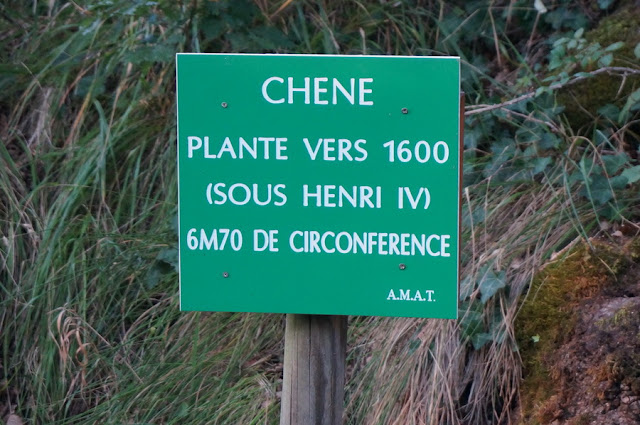 CHENE
PLANTE VERS 1600
(SOUS HENRI IV)
6M70 DE CIRCONFERENCE
A.M.A.T.